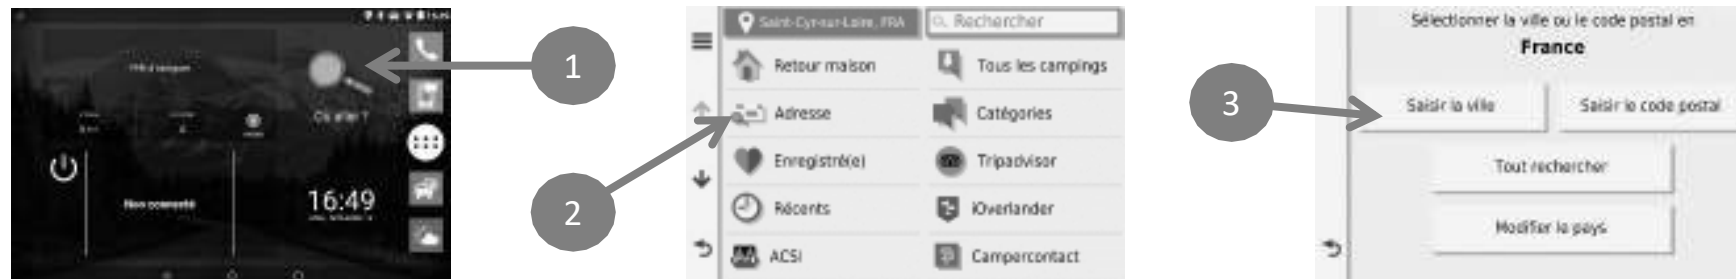 Où aller ?
Non connecté
16:49
1
2
Saint-Cyr-sur-Loire, FRA
Rechercher
Retour maison
Tous les campings
Adresse
Catégories
Enregistré(e)
Tripadvisor
Récents
iOverlander
ACSI
Campercontact
3
Sélectionner la ville ou le code postal en
France
Saisir la ville
Saisir le code postal
Tout rechercher
Modifier le pays